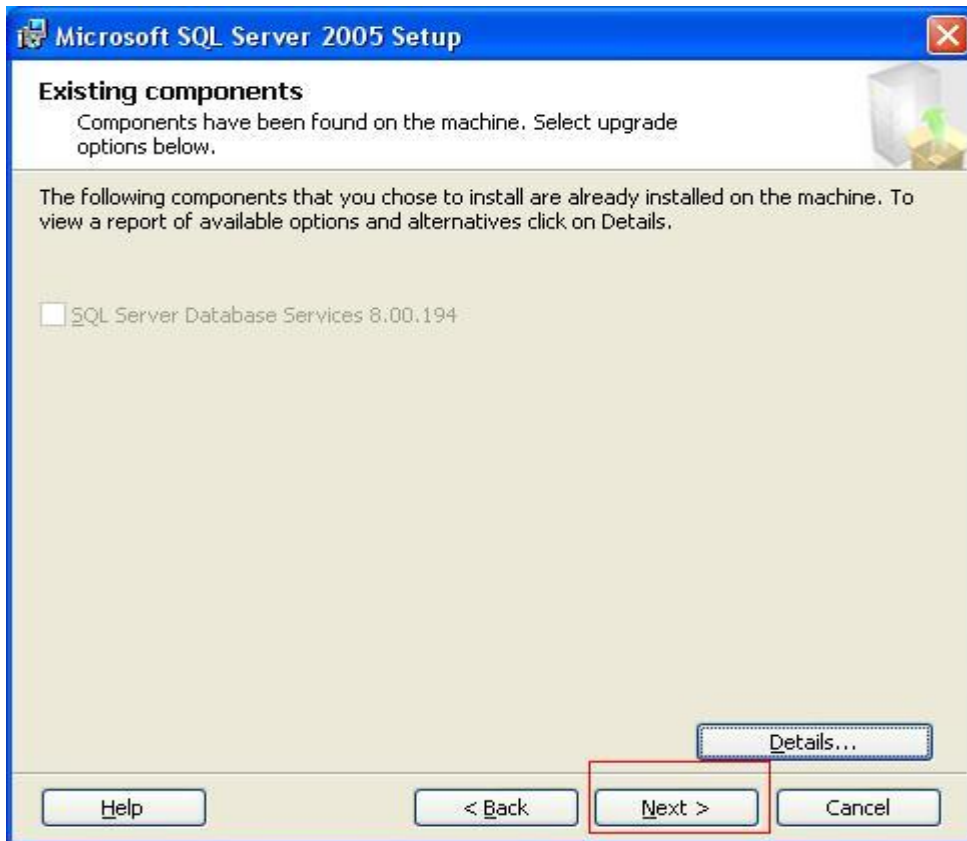 Microsoft SQL Server 2005 Setup
Existing components
Components have been found on the machine. Select upgrade
options below.
The following components that you chose to install are already installed on the machine. To
view a report of available options and alternatives click on Details.
SQL Server Database Services 8.00.194
Details...
Help
< Back
Next >
Cancel